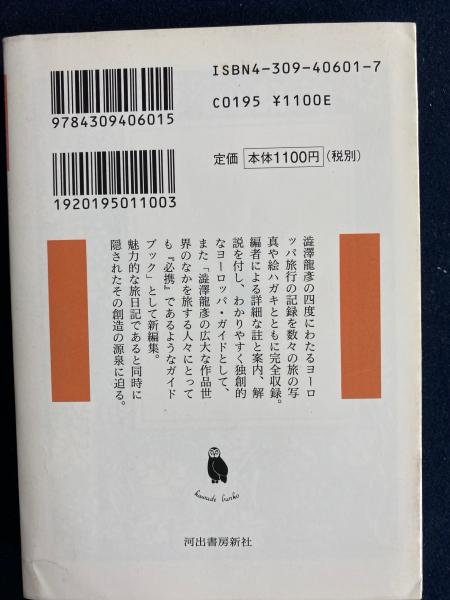 ISBN4-309-40601-7
9784309406015
C0195 ¥1100E
定価 本体1100円(税別)
1920195011003
澁澤龍彥の四度にわたるヨーロ
ッパ旅行の記録を数々の旅の写
真や絵ハガキとともに完全収録。
編者による詳細な註と案内、解
説を付し、わかりやすく独創的
なヨーロッパ・ガイドとして、
また「澁澤龍彥の広大な作品世
界のなかを旅する人々にとって
も『必携』であるようなガイド
ブック」として新編集。
魅力的な旅日記であると同時に
隠されたその創造の源泉に迫る。
kawade bunko
河出書房新社